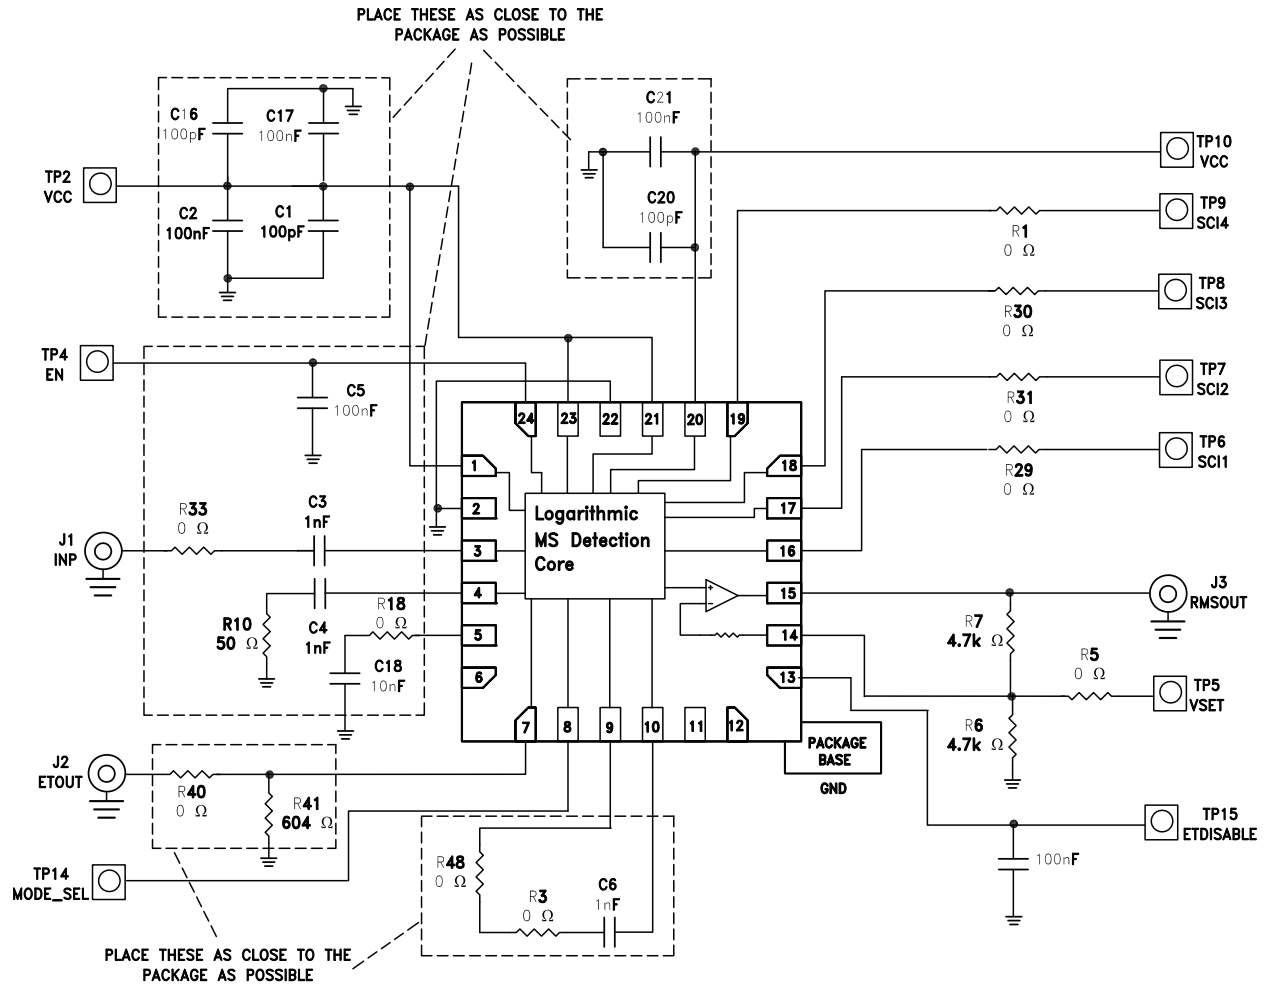 PLACE THESE AS CLOSE TO THE
PACKAGE AS POSSIBLE
C16
100pF
C17
100nF
TP2
VCC
C2
100nF
C1
100pF
C21
100nF
C20
100pF
TP10
VCC
TP9
SCI4
R1
0 Ω
TP8
SCI3
R30
0 Ω
TP7
SCI2
R31
0 Ω
TP6
SCI1
R29
0 Ω
TP4
EN
C5
100nF
24
23
22
21
20
19
1
2
3
4
5
6
18
17
16
15
14
13
7
8
9
10
11
12
Logarithmic
MS Detection
Core
+
−
J1
INP
R33
0 Ω
C3
1nF
R10
50 Ω
C4
1nF
R18
0 Ω
C18
10nF
J3
RMSOUT
R7
4.7k Ω
R5
0 Ω
TP5
VSET
R6
4.7k Ω
PACKAGE
BASE
GND
J2
ETOUT
R40
0 Ω
R41
604 Ω
TP15
ETDISABLE
100nF
TP14
MODE_SEL
R48
0 Ω
R3
0 Ω
C6
1nF
PLACE THESE AS CLOSE TO THE
PACKAGE AS POSSIBLE